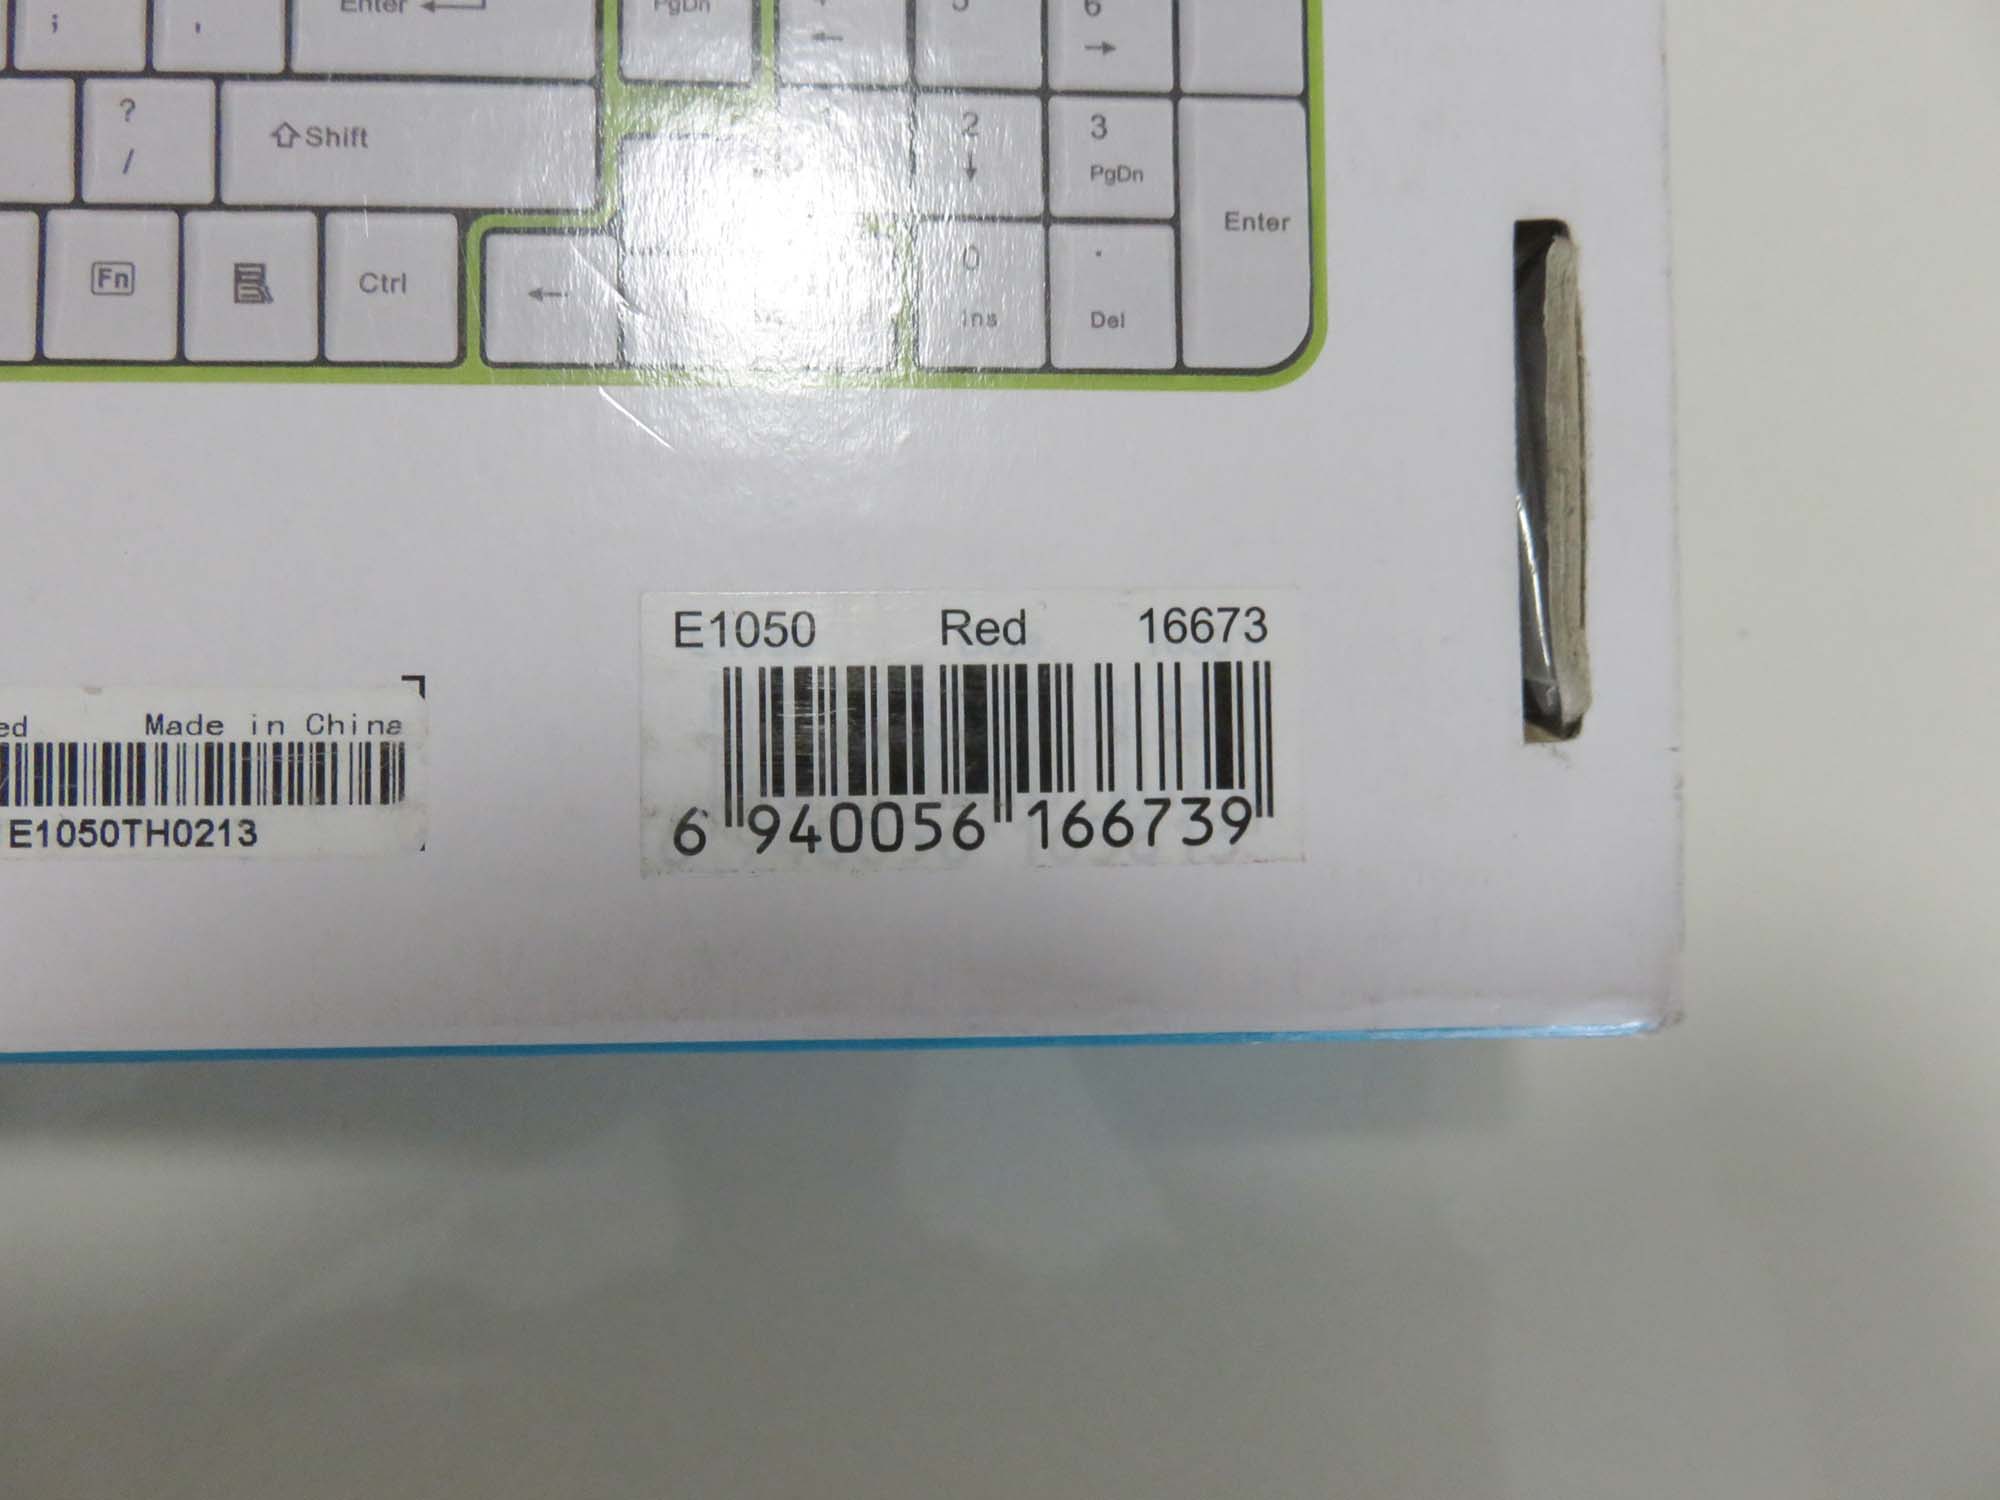 ; , Enter PgDn 6
? Shift 2 3
/ PgDn
Enter
Fn Ctrl 0 .
Ins Del
E1050 Red 16673
Made in China
E1050TH0213
6 940056 166739